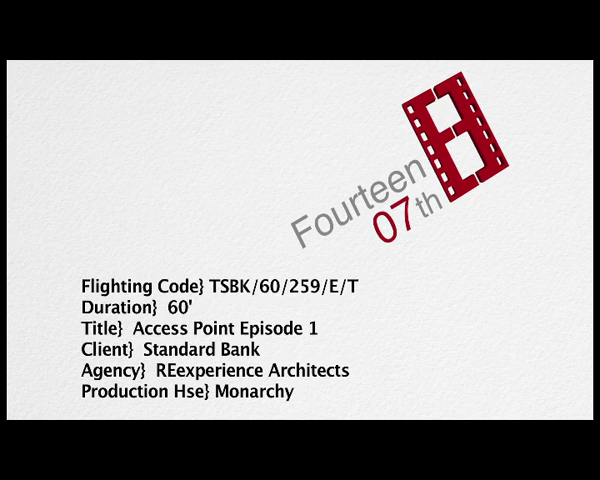 Fourteen
07th
Flighting Code} TSBK/60/259/E/T
Duration}  60'
Title}  Access Point Episode 1
Client}  Standard Bank
Agency}  REexperience Architects
Production Hse} Monarchy